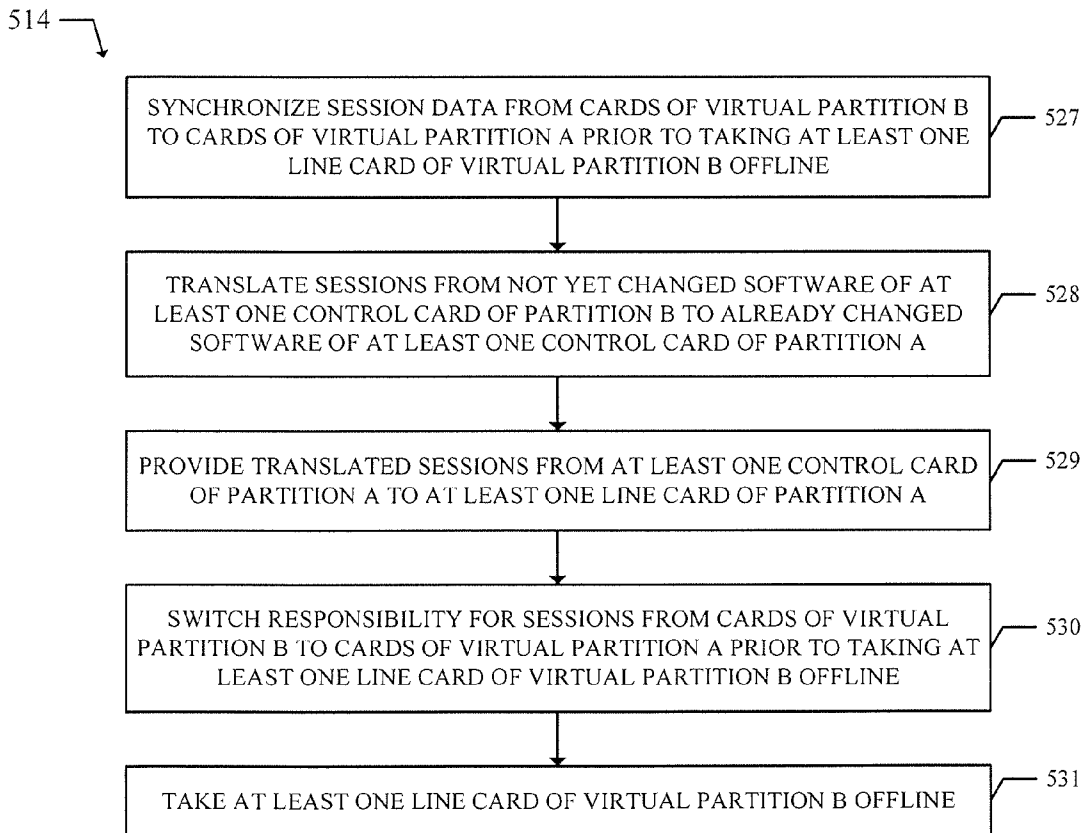 514
SYNCHRONIZE SESSION DATA FROM CARDS OF VIRTUAL PARTITION B
TO CARDS OF VIRTUAL PARTITION A PRIOR TO TAKING AT LEAST ONE
LINE CARD OF VIRTUAL PARTITION B OFFLINE
527
TRANSLATE SESSIONS FROM NOT YET CHANGED SOFTWARE OF AT
LEAST ONE CONTROL CARD OF PARTITION B TO ALREADY CHANGED
SOFTWARE OF AT LEAST ONE CONTROL CARD OF PARTITION A
528
PROVIDE TRANSLATED SESSIONS FROM AT LEAST ONE CONTROL CARD
OF PARTITION A TO AT LEAST ONE LINE CARD OF PARTITION A
529
SWITCH RESPONSIBILITY FOR SESSIONS FROM CARDS OF VIRTUAL
PARTITION B TO CARDS OF VIRTUAL PARTITION A PRIOR TO TAKING AT
LEAST ONE LINE CARD OF VIRTUAL PARTITION B OFFLINE
530
TAKE AT LEAST ONE LINE CARD OF VIRTUAL PARTITION B OFFLINE
531